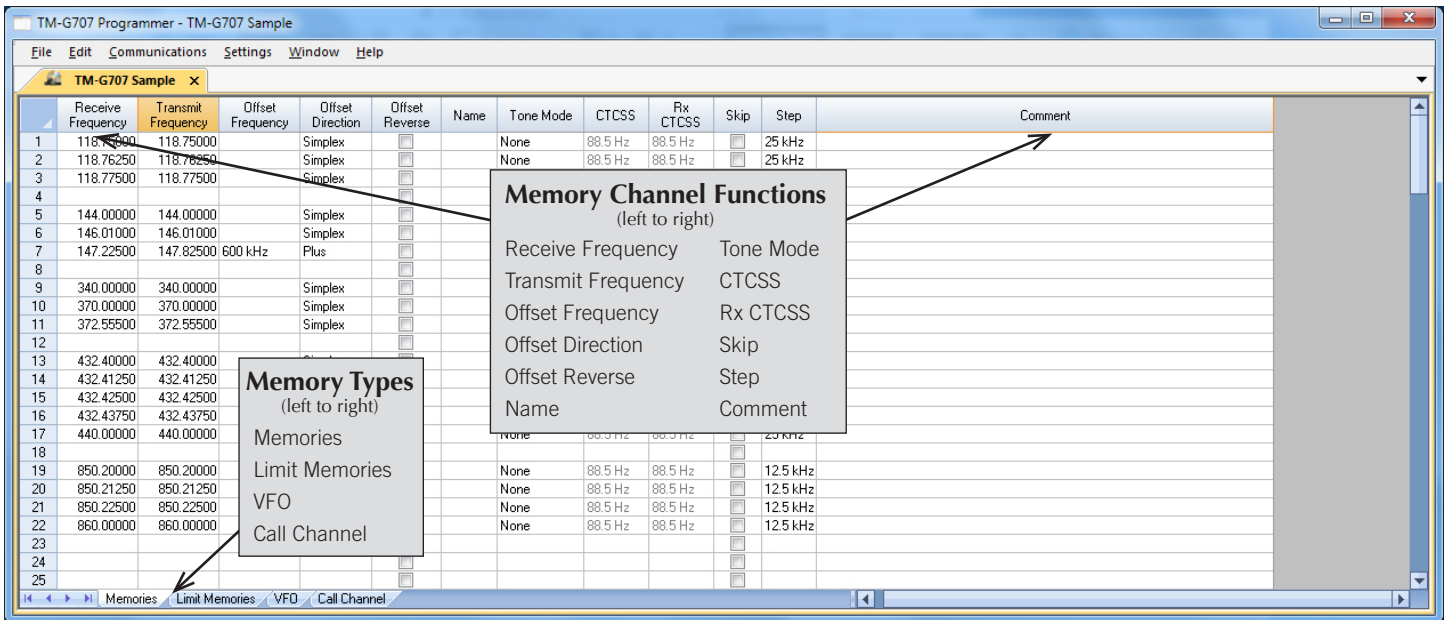 TM-G707 Programmer - TM-G707 Sample
File Edit Communications Settings Window Help
TM-G707 Sample X
Receive Frequency Transmit Frequency Offset Frequency Offset Direction Offset Reverse Name Tone Mode CTCSS Rx CTCSS Skip Step Comment
1 118.75000 118.75000 Simplex None 88.5 Hz 88.5 Hz 25 kHz
2 118.76250 118.76250 Simplex None 88.5 Hz 88.5 Hz 25 kHz
3 118.77500 118.77500 Simplex
4
5 144.00000 144.00000 Simplex
6 146.01000 146.01000 Simplex
7 147.22500 147.82500 600 kHz Plus
8
9 340.00000 340.00000 Simplex
10 370.00000 370.00000 Simplex
11 372.55500 372.55500 Simplex
12
13 432.40000 432.40000
14 432.41250 432.41250
15 432.42500 432.42500
16 432.43750 432.43750
17 440.00000 440.00000 None 88.5 Hz 88.5 Hz 25 kHz
18
19 850.20000 850.20000 None 88.5 Hz 88.5 Hz 12.5 kHz
20 850.21250 850.21250 None 88.5 Hz 88.5 Hz 12.5 kHz
21 850.22500 850.22500 None 88.5 Hz 88.5 Hz 12.5 kHz
22 860.00000 860.00000 None 88.5 Hz 88.5 Hz 12.5 kHz
23
24
25
Memory Channel Functions
(left to right)
Receive Frequency Tone Mode
Transmit Frequency CTCSS
Offset Frequency Rx CTCSS
Offset Direction Skip
Offset Reverse Step
Name Comment
Memory Types
(left to right)
Memories
Limit Memories
VFO
Call Channel
Memories Limit Memories VFO Call Channel